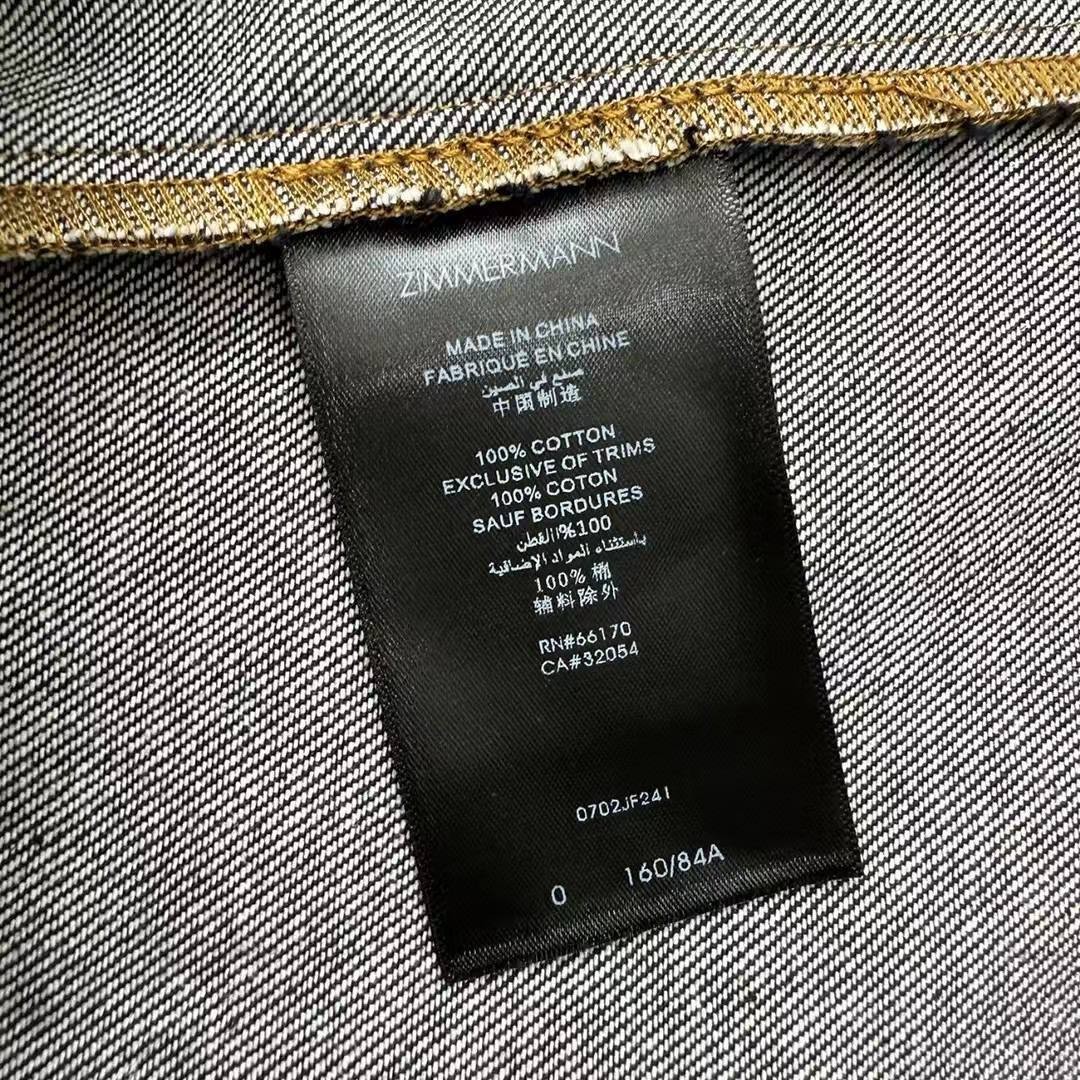 ZIMMERMANN
MADE IN CHINA
FABRIQUE EN CHINE
صنع في الصين
中国制造
100% COTTON
EXCLUSIVE OF TRIMS
100% COTON
SAUF BORDURES
100%القطن
باستثناء المواد الإضافية
100% 桶
辅料除外
RN#66170
CA#32054
0702JF241
0 160/84A